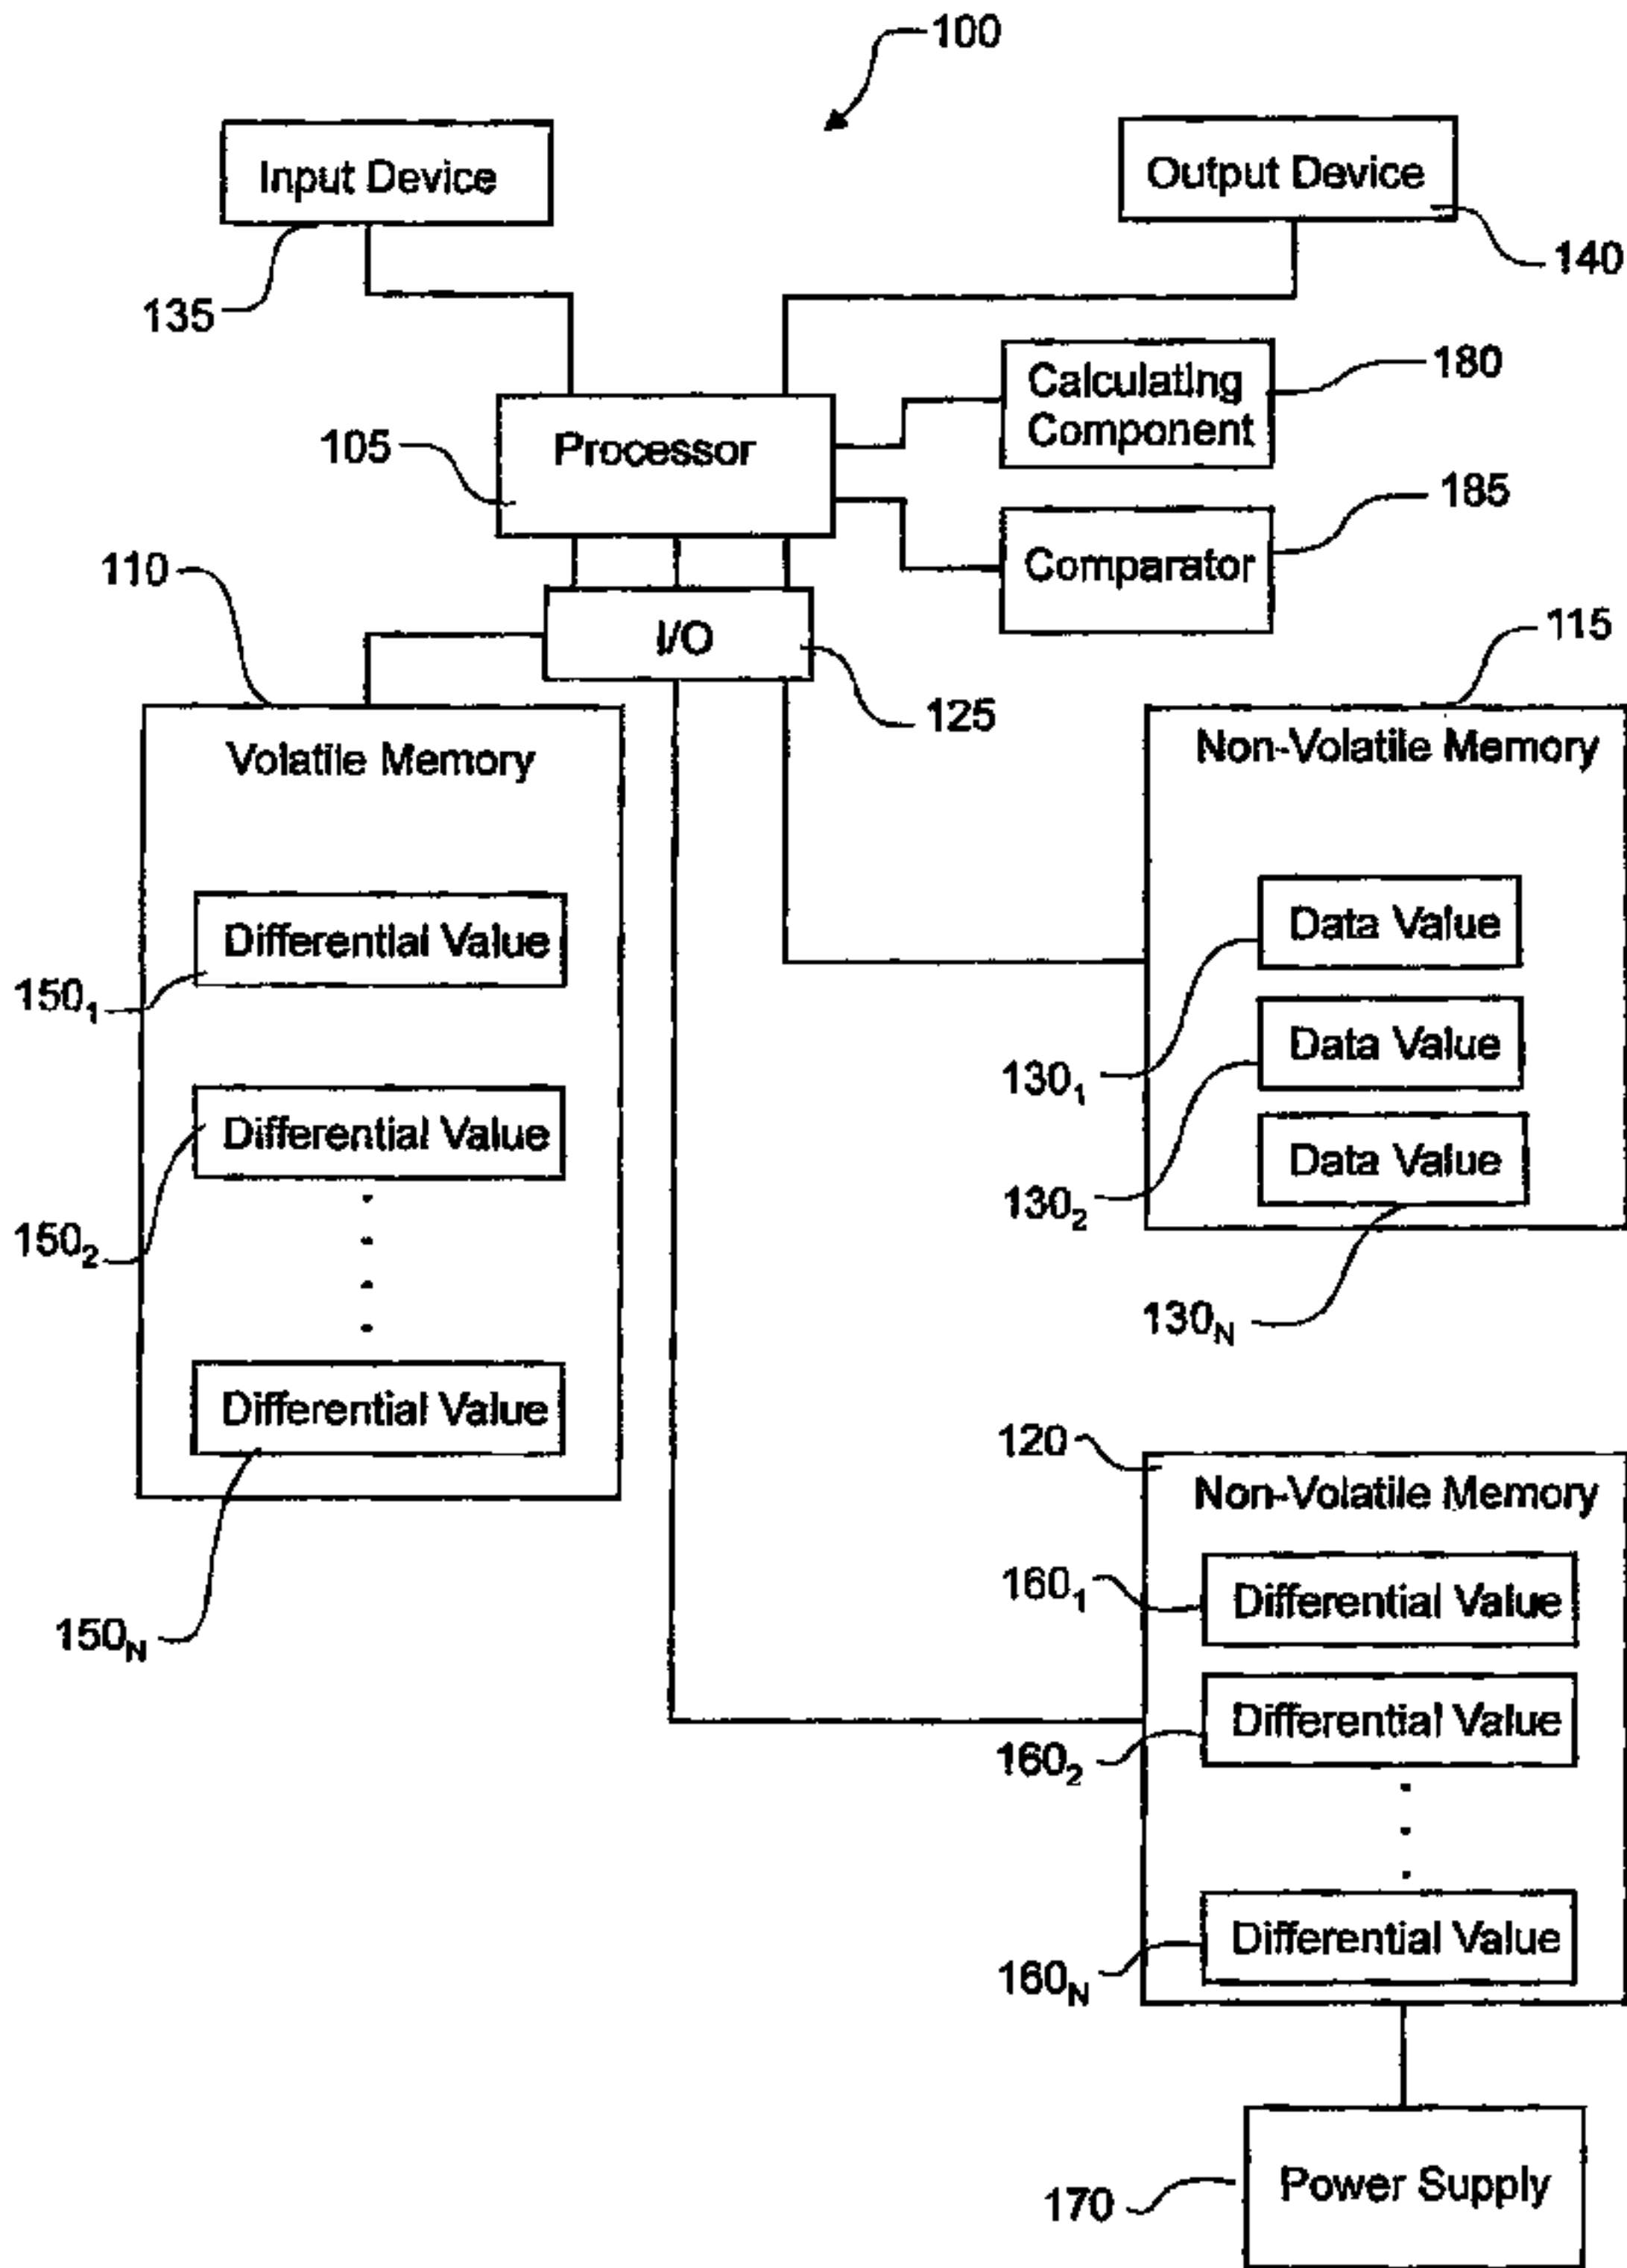 100
Input Device
Output Device
135
140
Calculating
Component
180
Processor
105
185
Comparator
110
I/O
115
125
Volatile Memory
Non-Volatile Memory
Differential Value
Data Value
150₁
Data Value
130₁
Differential Value
Data Value
130₂
150₂
130ₙ
Differential Value
120
Non-Volatile Memory
160₁
Differential Value
150ₙ
Differential Value
160₂
Differential Value
160ₙ
Power Supply
170